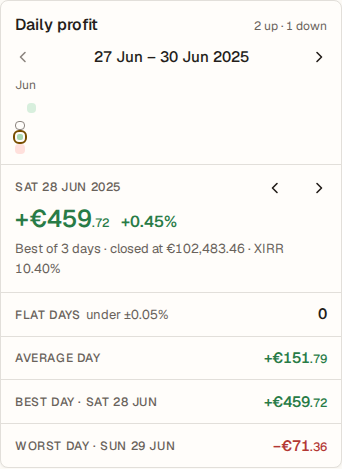 Daily profit
2 up · 1 down
27 Jun – 30 Jun 2025
Jun
SAT 28 JUN 2025
+€459.72 +0.45%
Best of 3 days · closed at €102,483.46 · XIRR
10.40%
FLAT DAYS under ±0.05%
0
AVERAGE DAY
+€151.79
BEST DAY · SAT 28 JUN
+€459.72
WORST DAY · SUN 29 JUN
−€71.36